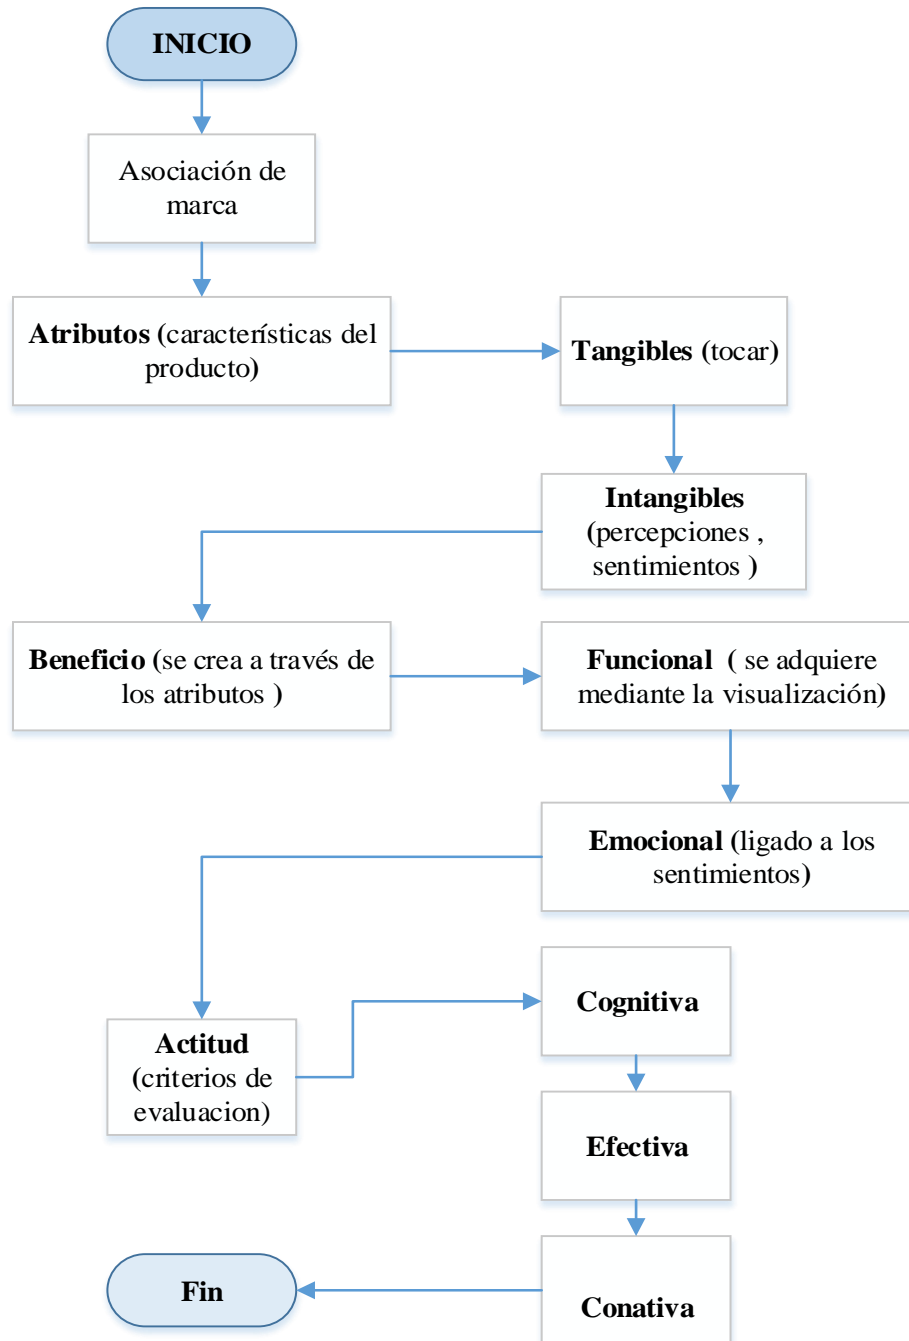 INICIO
Asociación de
marca
Atributos (características del
producto)
Tangibles (tocar)
Intangibles
(percepciones ,
sentimientos )
Beneficio (se crea a través de
los atributos )
Funcional  ( se adquiere
mediante la visualización)
Emocional (ligado a los
sentimientos)
Actitud
(criterios de
evaluacion)
Cognitiva
Efectiva
Conativa
Fin